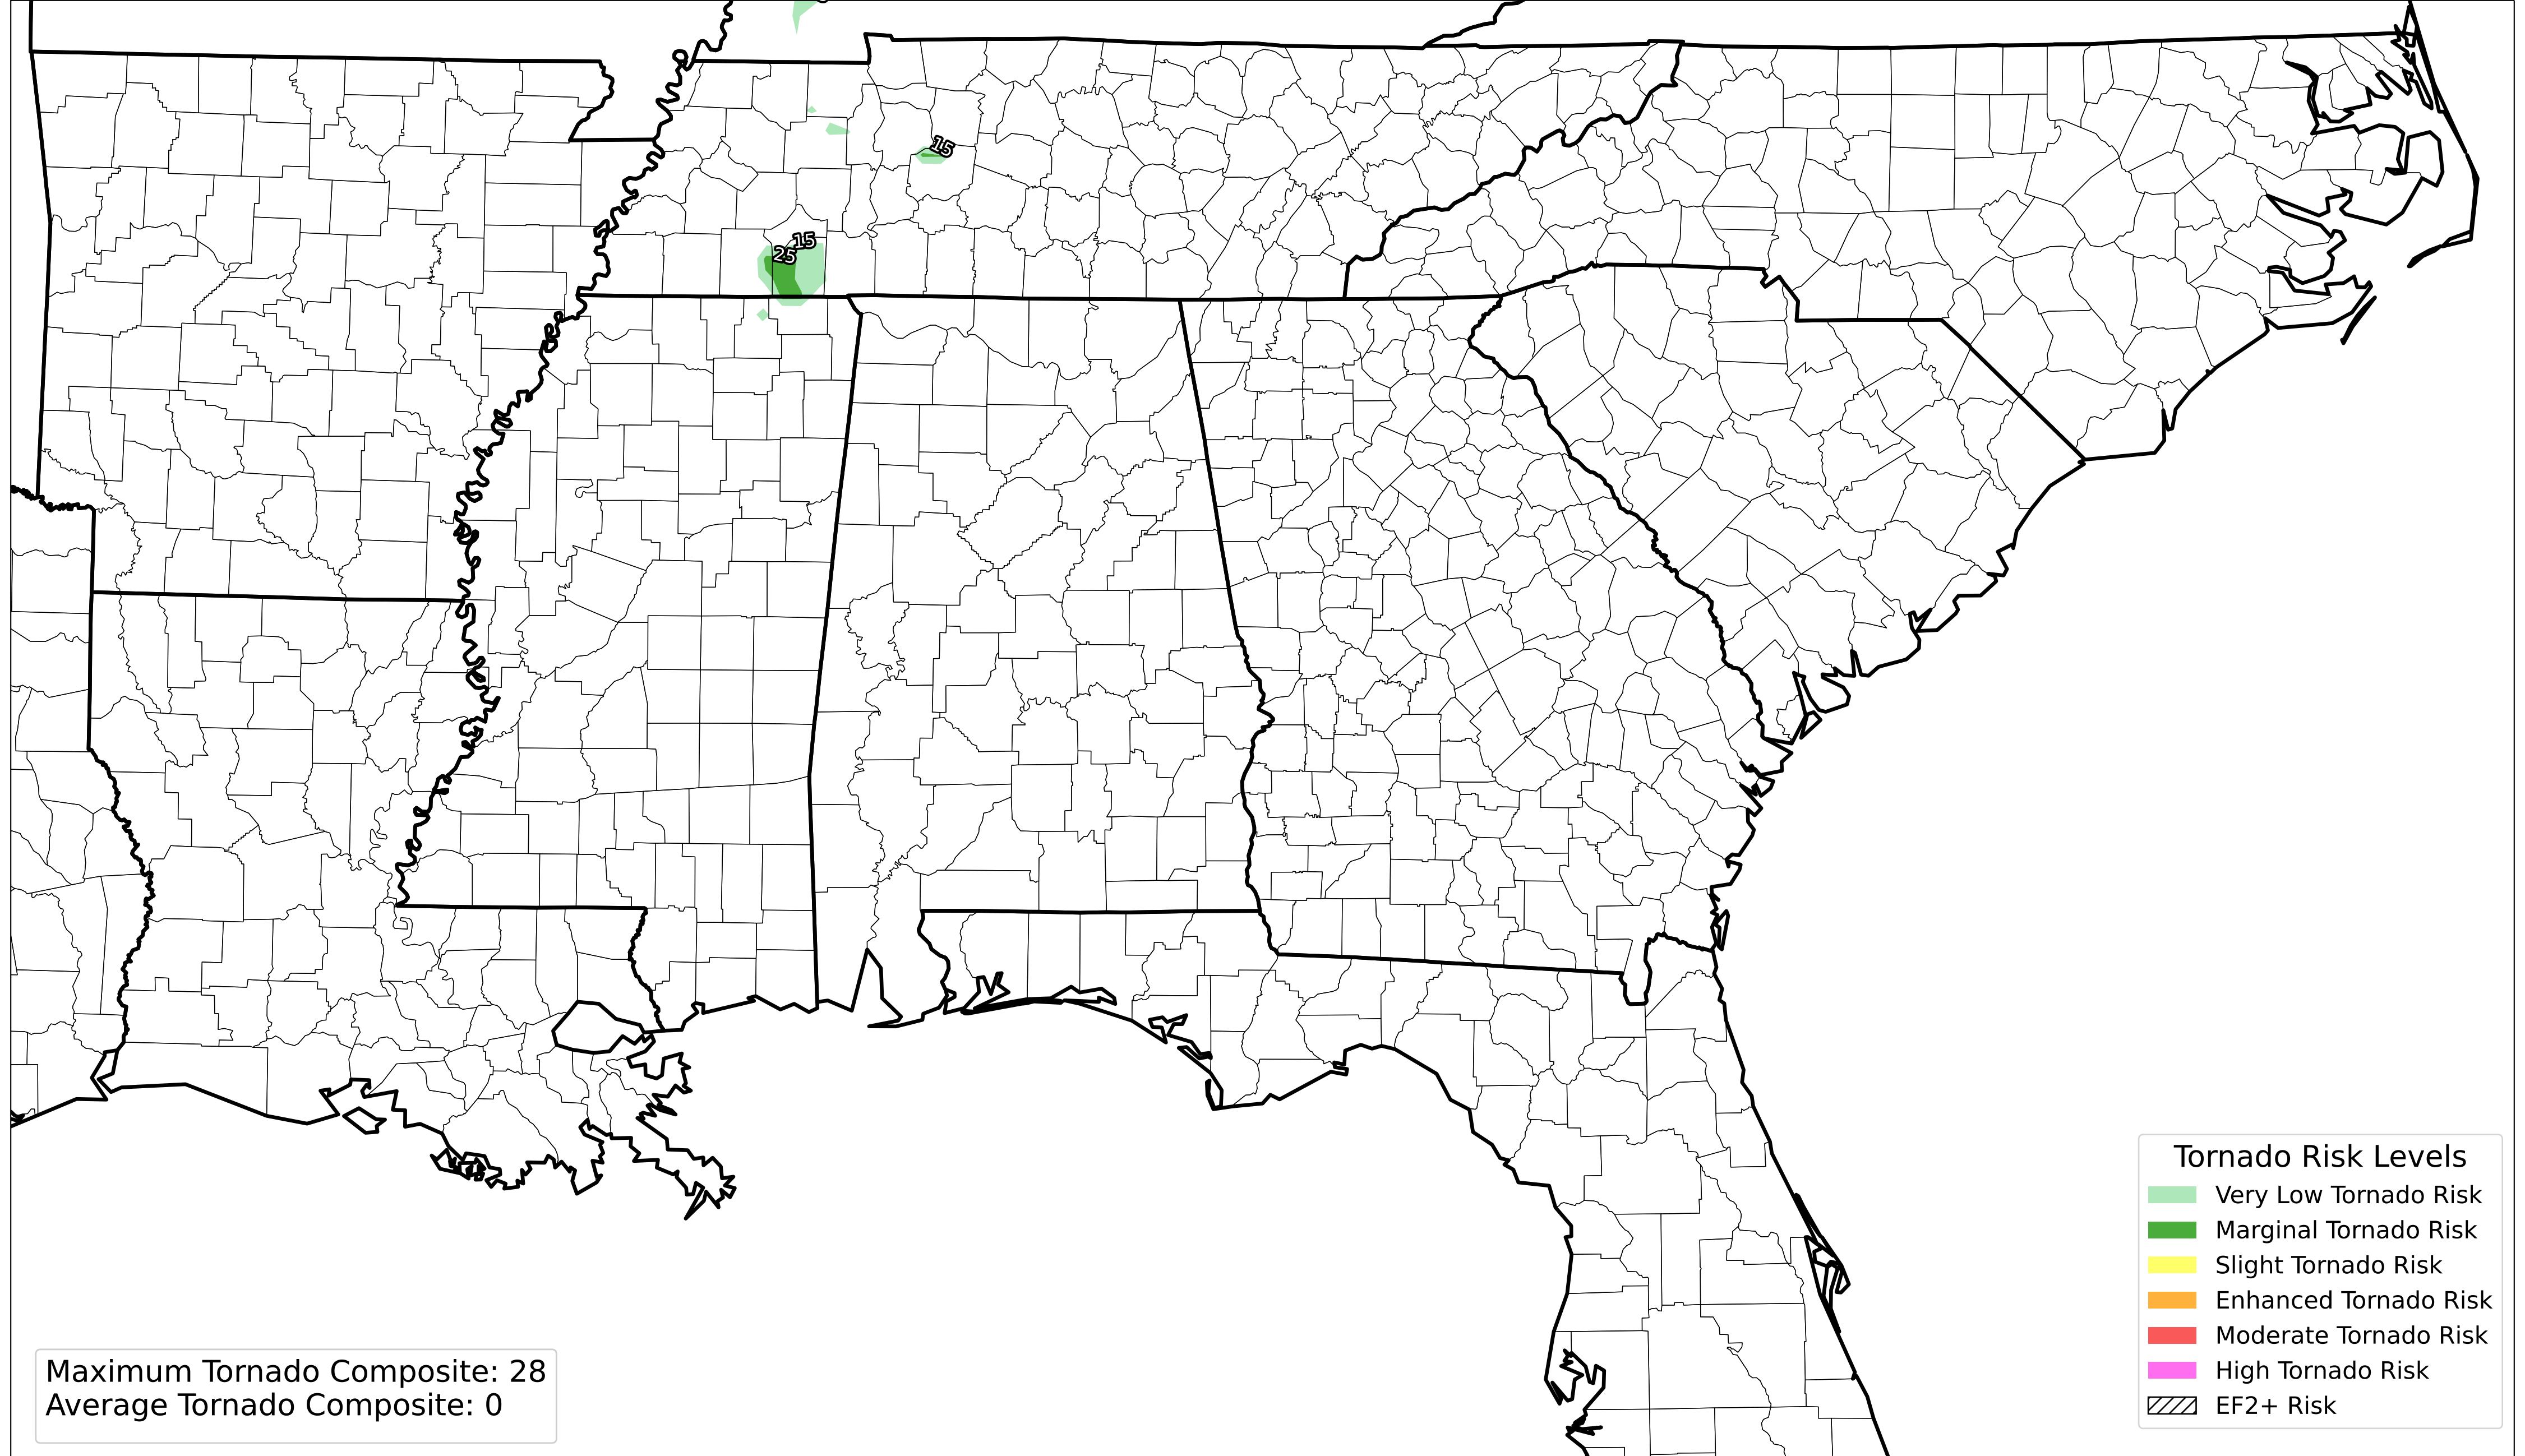 15
15
25
Tornado Risk Levels
Very Low Tornado Risk
Marginal Tornado Risk
Slight Tornado Risk
Enhanced Tornado Risk
Moderate Tornado Risk
High Tornado Risk
EF2+ Risk
Maximum Tornado Composite: 28
Average Tornado Composite: 0